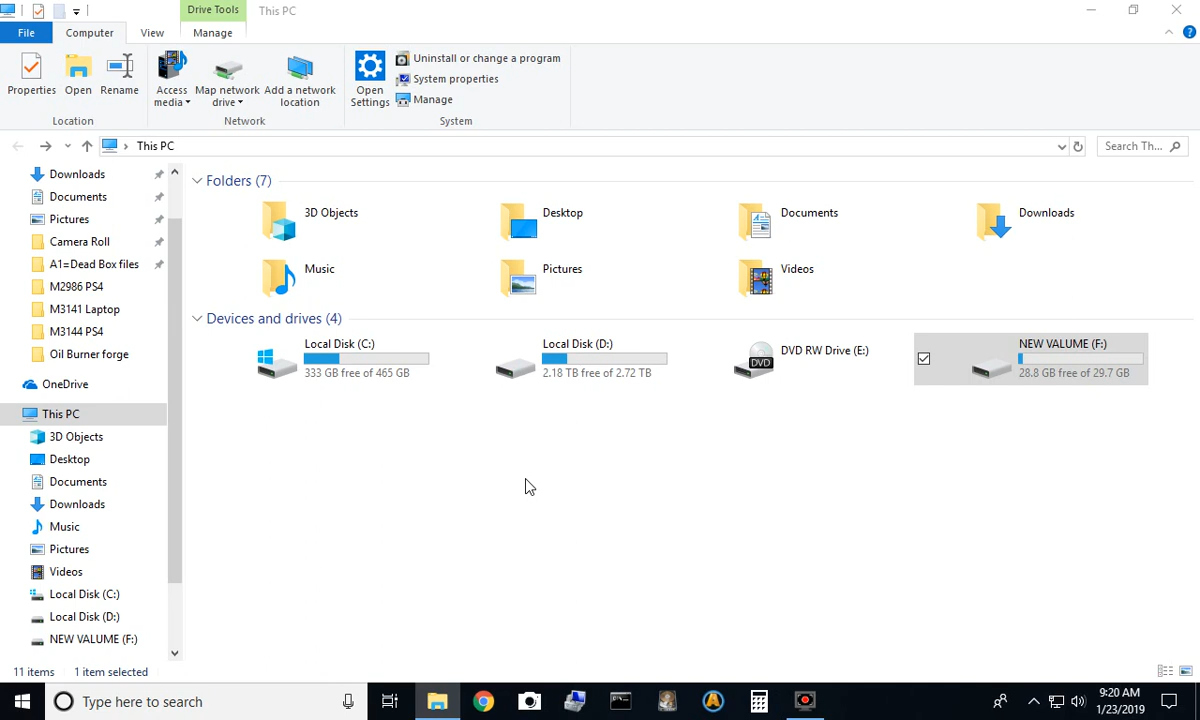 Drive Tools
This PC
File
Computer
View
Manage
Properties
Open
Rename
Access media
Map network drive
Add a network location
Open Settings
Uninstall or change a program
System properties
Manage
Location
Network
System
This PC
Search Th...
Downloads
Documents
Pictures
Camera Roll
A1=Dead Box files
M2986 PS4
M3141 Laptop
M3144 PS4
Oil Burner forge
OneDrive
This PC
3D Objects
Desktop
Documents
Downloads
Music
Pictures
Videos
Local Disk (C:)
Local Disk (D:)
NEW VALUME (F:)
Folders (7)
3D Objects
Desktop
Documents
Downloads
Music
Pictures
Videos
Devices and drives (4)
Local Disk (C:)
333 GB free of 465 GB
Local Disk (D:)
2.18 TB free of 2.72 TB
DVD
DVD RW Drive (E:)
NEW VALUME (F:)
28.8 GB free of 29.7 GB
11 items
1 item selected
Type here to search
9:20 AM
1/23/2019